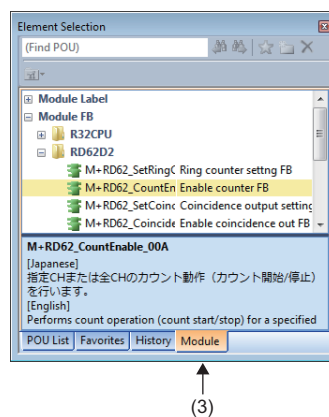 Element Selection
(Find POU)
Module Label
Module FB
R32CPU
RD62D2
M+RD62_SetRingC Ring counter settng FB
M+RD62_CountEn Enable counter FB
M+RD62_SetCoinc Coincidence output setting
M+RD62_Coincide Enable coincidence out FB
M+RD62_CountEnable_00A
[Japanese]
指定CHまたは全CHのカウント動作（カウント開始/停止）
を行います。
[English]
Performs count operation (count start/stop) for a specified
POU List Favorites History Module
(3)